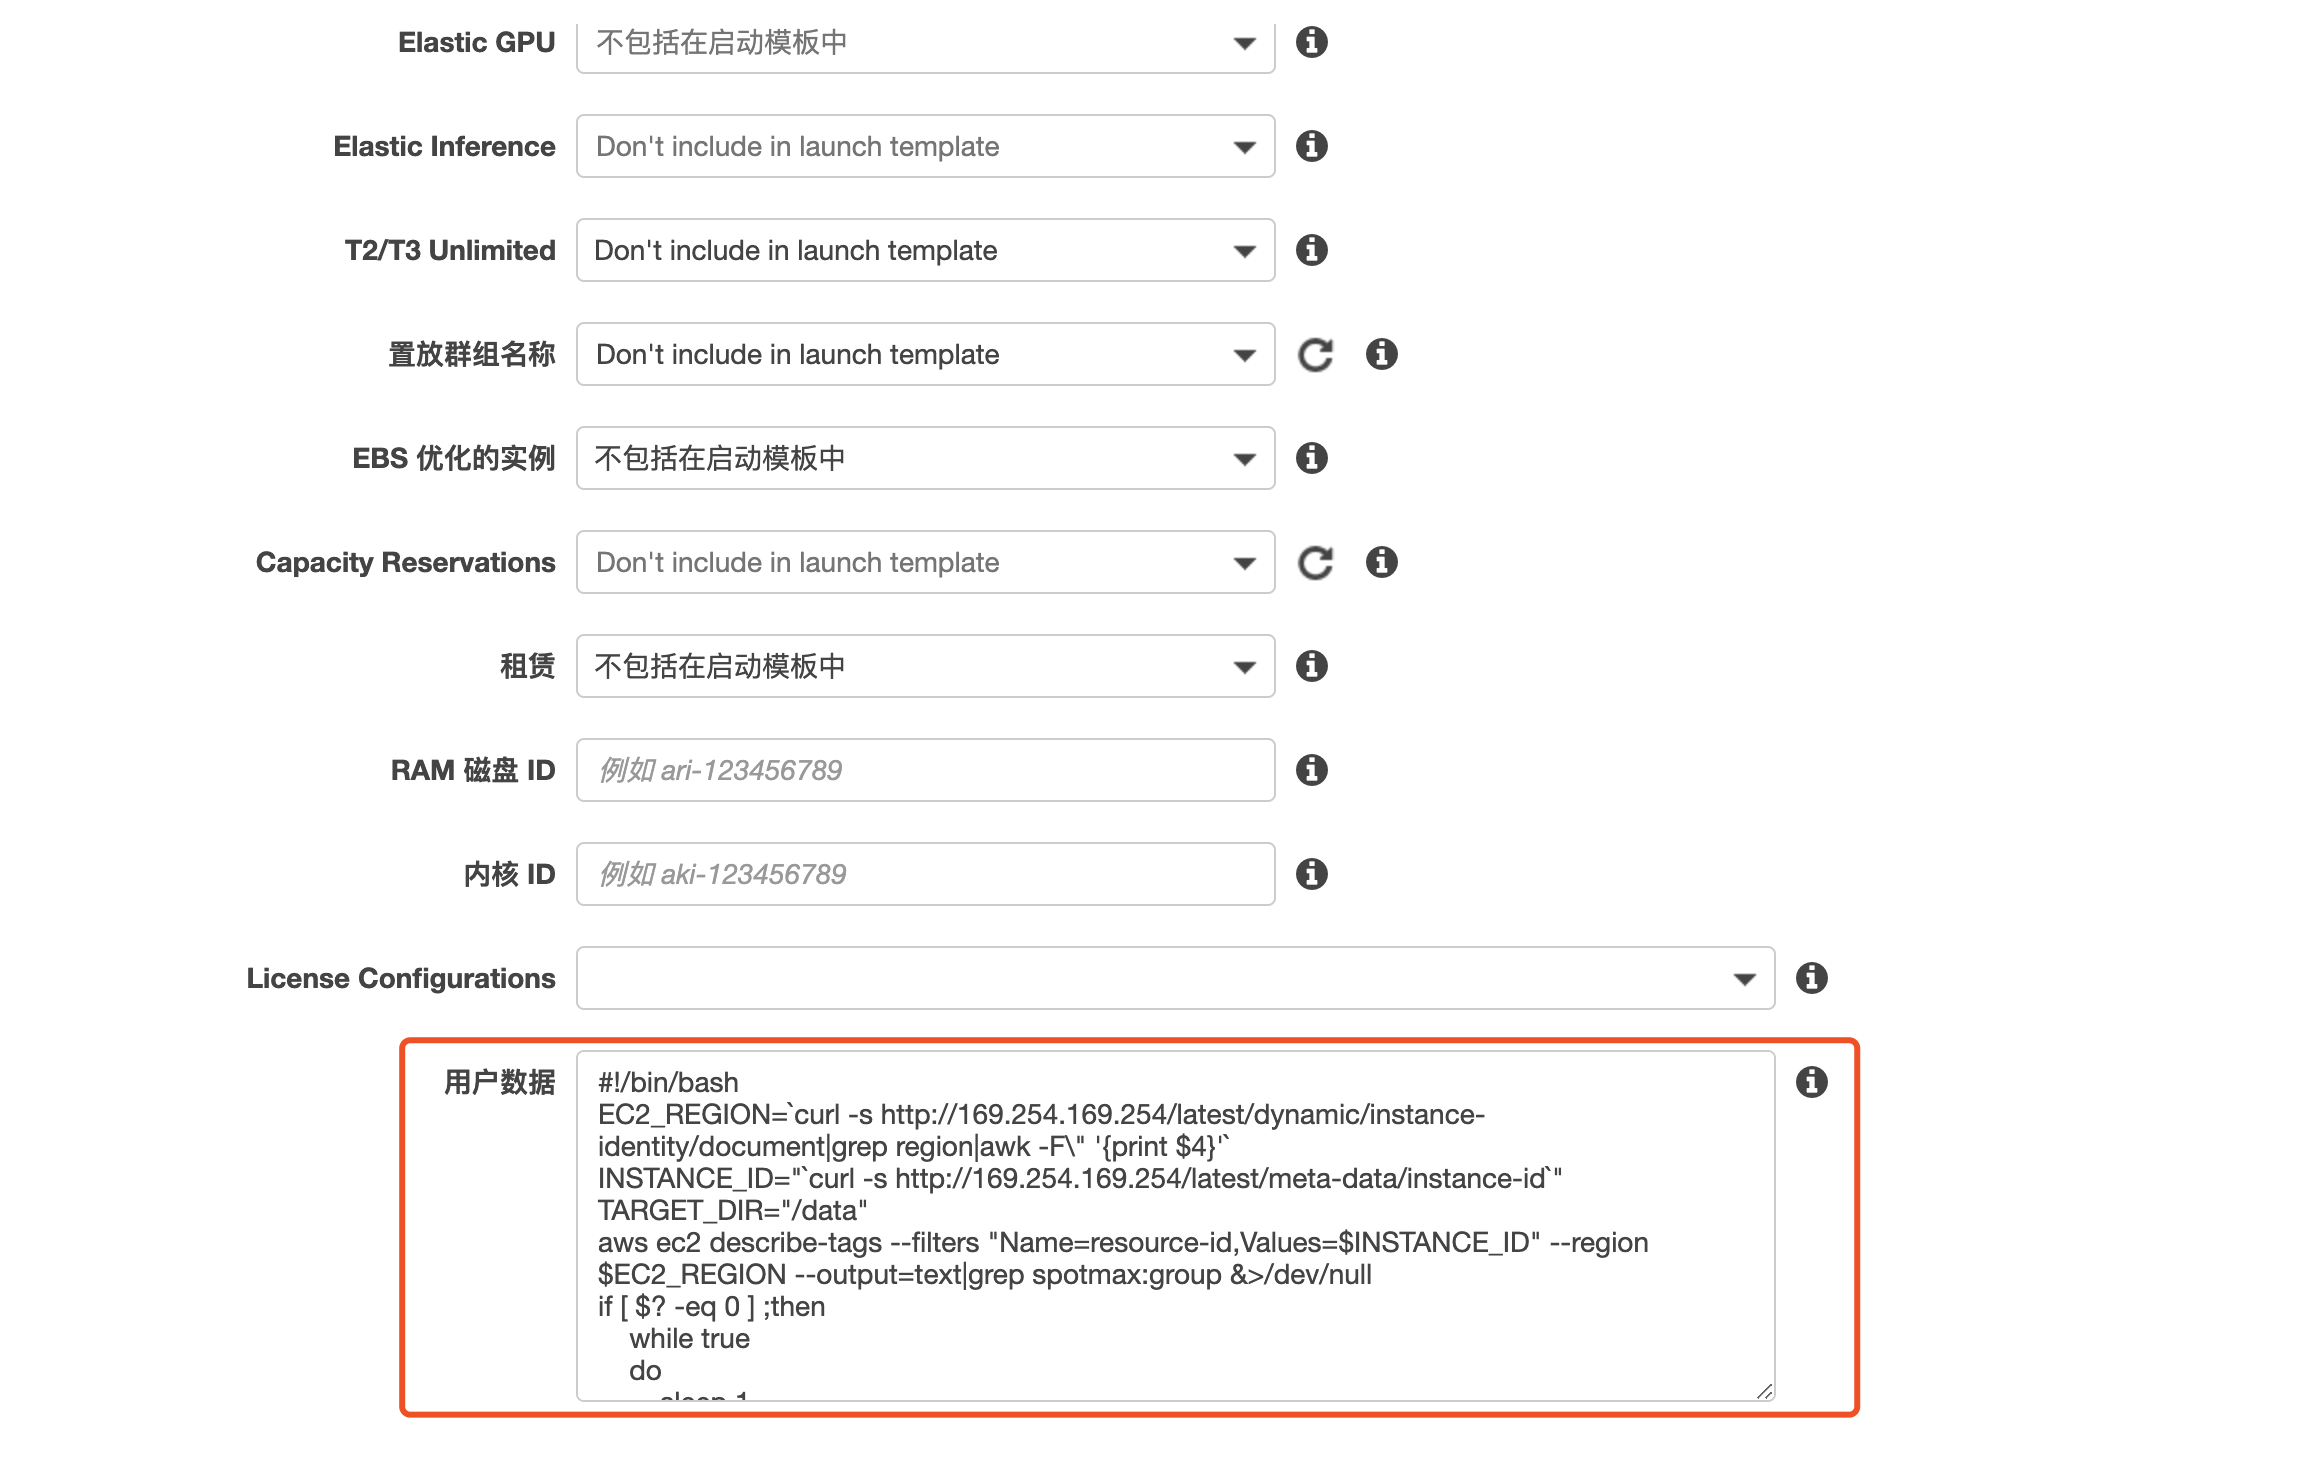 Elastic GPU 不包括在启动模板中
Elastic Inference Don't include in launch template
T2/T3 Unlimited Don't include in launch template
置放群组名称 Don't include in launch template
EBS 优化的实例 不包括在启动模板中
Capacity Reservations Don't include in launch template
租赁 不包括在启动模板中
RAM 磁盘 ID 例如 ari-123456789
内核 ID 例如 aki-123456789
License Configurations
用户数据 #!/bin/bash
EC2_REGION=`curl -s http://169.254.169.254/latest/dynamic/instance-
identity/document|grep region|awk -F\" '{print $4}'`
INSTANCE_ID="`curl -s http://169.254.169.254/latest/meta-data/instance-id`"
TARGET_DIR="/data"
aws ec2 describe-tags --filters "Name=resource-id,Values=$INSTANCE_ID" --region
$EC2_REGION --output=text|grep spotmax:group &>/dev/null
if [ $? -eq 0 ] ;then
while true
do
sleep 1